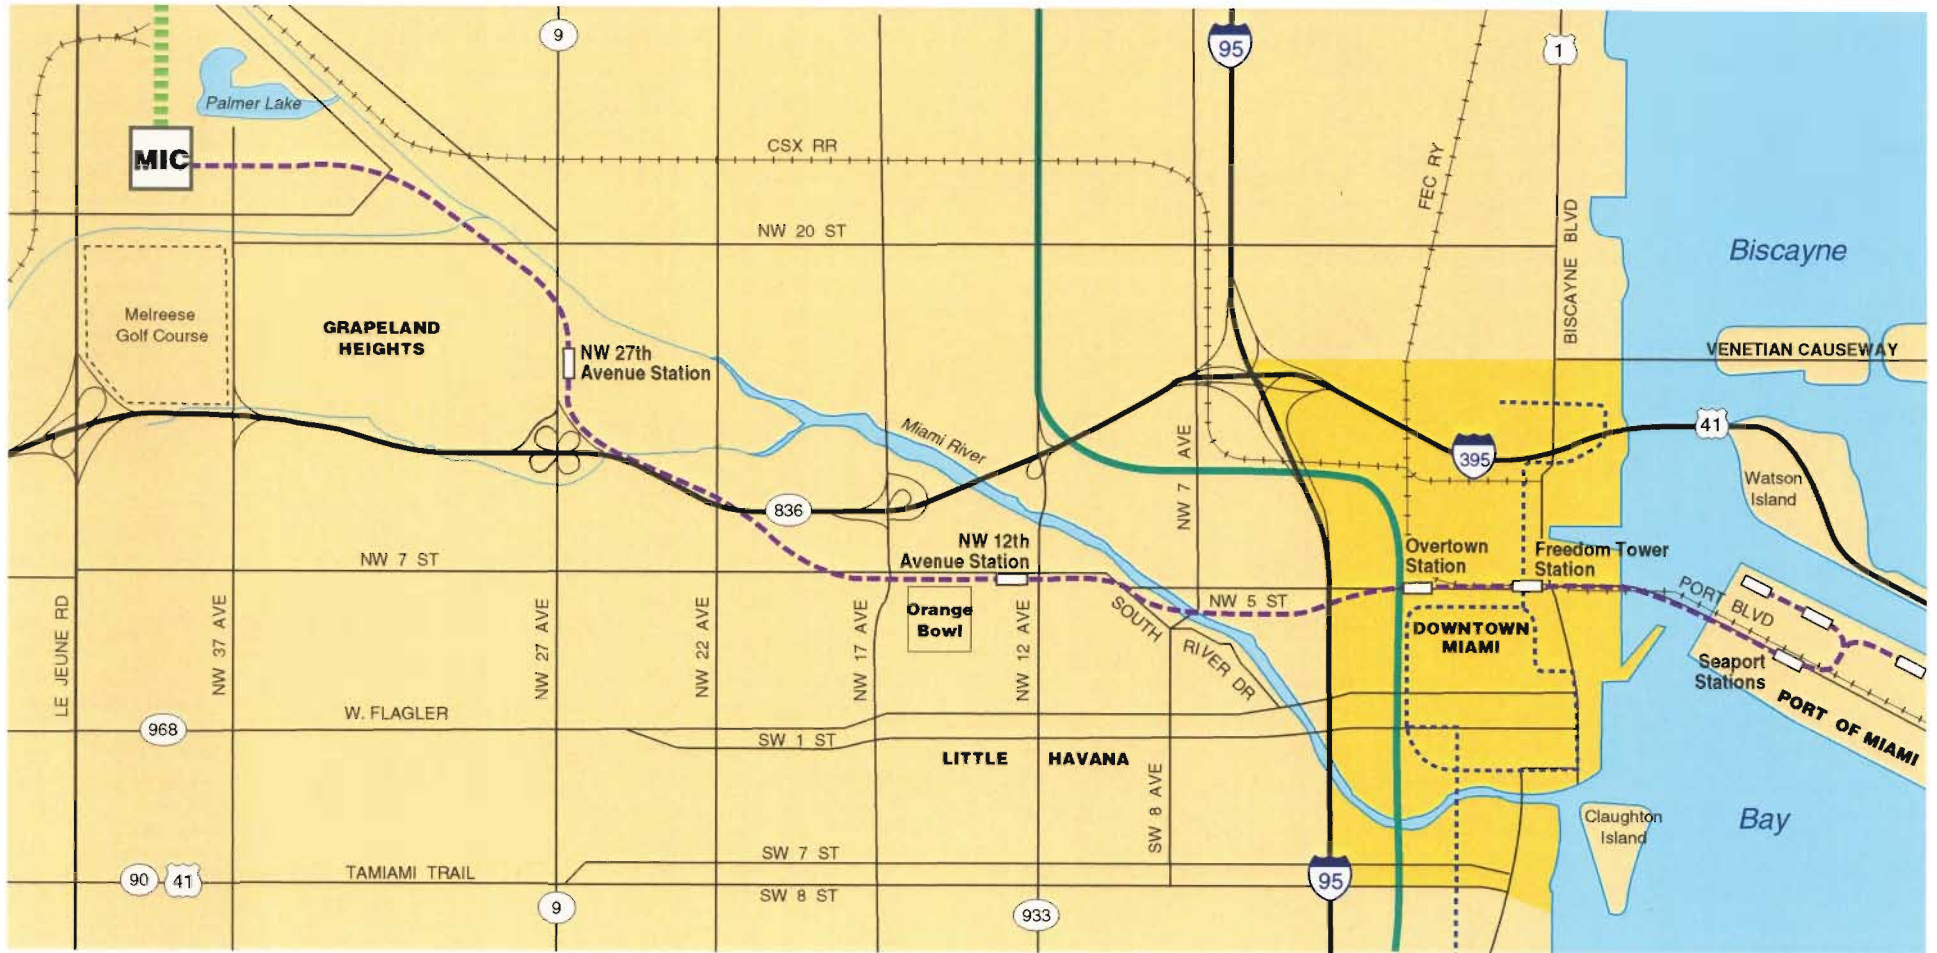 9
95
1
Palmer Lake
MIC
CSX RR
FEC RY
NW 20 ST
BISCAYNE BLVD
Biscayne
Melreese
Golf Course
GRAPELAND
HEIGHTS
NW 27th
Avenue Station
VENETIAN CAUSEWAY
41
Miami River
NW 7 AVE
395
Watson
Island
836
NW 12th
Avenue Station
Overtown
Station
Freedom Tower
Station
NW 7 ST
PORT
BLVD
LE JEUNE RD
NW 37 AVE
NW 27 AVE
NW 22 AVE
NW 17 AVE
Orange
Bowl
NW 12 AVE
SOUTH RIVER DR
NW 5 ST
DOWNTOWN
MIAMI
Seaport
Stations
PORT OF MIAMI
968
W. FLAGLER
SW 1 ST
LITTLE HAVANA
SW 8 AVE
Claughton
Island
Bay
SW 7 ST
90
41
TAMIAMI TRAIL
SW 8 ST
95
9
933